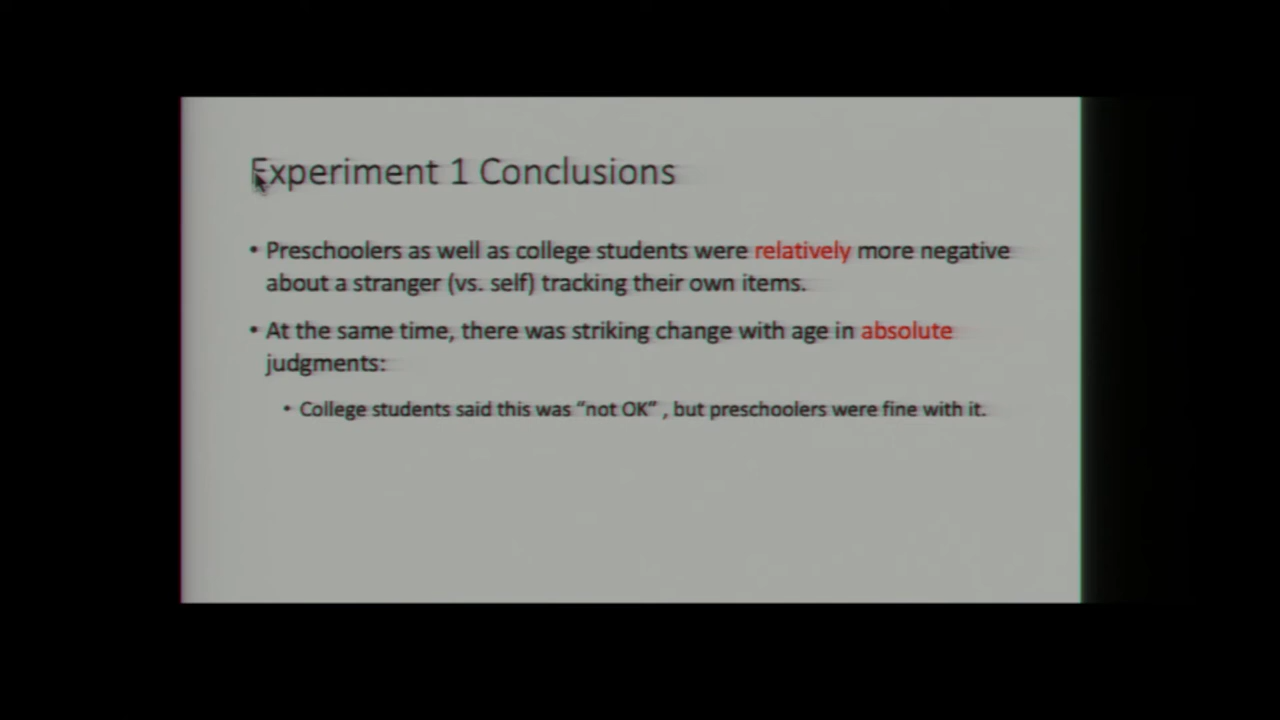 Experiment 1 Conclusions
• Preschoolers as well as college students were relatively more negative
about a stranger (vs. self) tracking their own items.
• At the same time, there was striking change with age in absolute
judgments:
• College students said this was “not OK” , but preschoolers were fine with it.